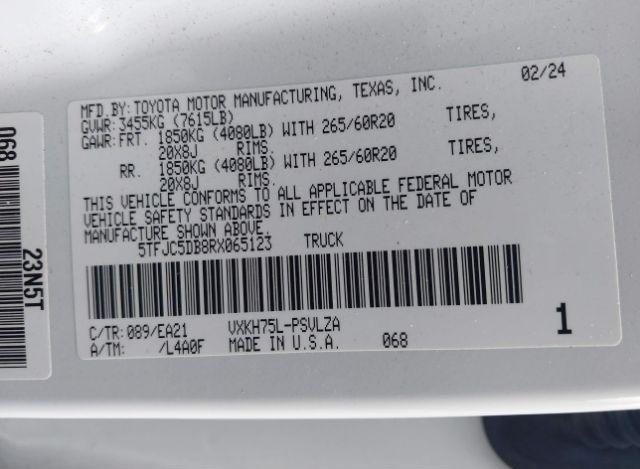 MFD.BY:TOYOTA MOTOR MANUFACTURING, TEXAS, INC. 02/24
GVWR:3455KG (7615LB)
GAWR:FRT. 1850KG (4080LB) WITH 265/60R20 TIRES,
20X8J RIMS.
RR. 1850KG (4080LB) WITH 265/60R20 TIRES,
20X8J RIMS.
THIS VEHICLE CONFORMS TO ALL APPLICABLE FEDERAL MOTOR
VEHICLE SAFETY STANDARDS IN EFFECT ON THE DATE OF
MANUFACTURE SHOWN ABOVE.
5TFJC5DB8RX065123 TRUCK
C/TR:089/EA21 VXKH75L-PSVLZA
A/TM: /L4A0F MADE IN U.S.A. 068
1
068
23N5T